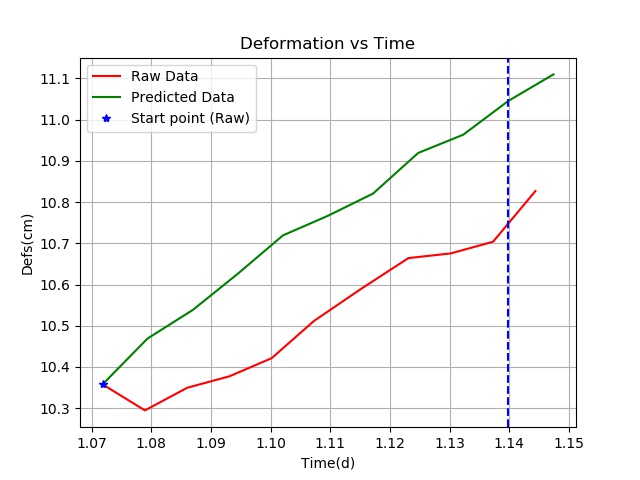 Deformation vs Time
Raw Data
Predicted Data
Start point (Raw)
Defs(cm)
11.1
11.0
10.9
10.8
10.7
10.6
10.5
10.4
10.3
1.07 1.08 1.09 1.10 1.11 1.12 1.13 1.14 1.15
Time(d)